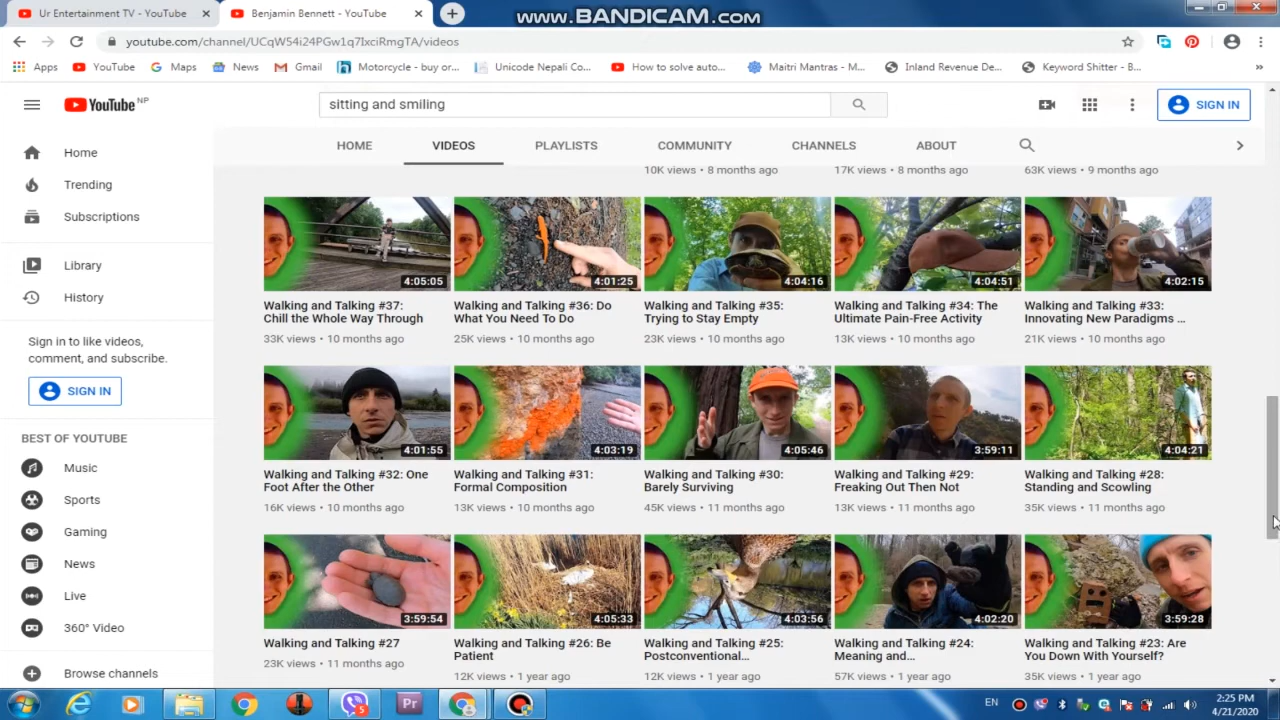 www.BANDICAM.com
Ur Entertainment TV - YouTube
Benjamin Bennett - YouTube
youtube.com/channel/UCqW54i24PGw1q7IxciRmgTA/videos
Apps YouTube Maps News Gmail Motorcycle - buy or... Unicode Nepali Co... How to solve auto... Maitri Mantras - M... Inland Revenue De... Keyword Shitter - B... »
YouTube NP
sitting and smiling
SIGN IN
HOME VIDEOS PLAYLISTS COMMUNITY CHANNELS ABOUT
Home
Trending
Subscriptions
Library
History
Sign in to like videos,
comment, and subscribe.
SIGN IN
BEST OF YOUTUBE
Music
Sports
Gaming
News
Live
360° Video
Browse channels
10K views • 8 months ago
17K views • 8 months ago
63K views • 9 months ago
4:05:05
Walking and Talking #37:
Chill the Whole Way Through
33K views • 10 months ago
4:01:25
Walking and Talking #36: Do
What You Need To Do
25K views • 10 months ago
4:04:16
Walking and Talking #35:
Trying to Stay Empty
23K views • 10 months ago
4:04:51
Walking and Talking #34: The
Ultimate Pain-Free Activity
13K views • 10 months ago
4:02:15
Walking and Talking #33:
Innovating New Paradigms ...
21K views • 10 months ago
4:01:55
Walking and Talking #32: One
Foot After the Other
16K views • 10 months ago
4:03:19
Walking and Talking #31:
Formal Composition
13K views • 10 months ago
4:05:46
Walking and Talking #30:
Barely Surviving
45K views • 11 months ago
3:59:11
Walking and Talking #29:
Freaking Out Then Not
13K views • 11 months ago
4:04:21
Walking and Talking #28:
Standing and Scowling
35K views • 11 months ago
3:59:54
Walking and Talking #27
23K views • 11 months ago
4:05:33
Walking and Talking #26: Be
Patient
12K views • 1 year ago
4:03:56
Walking and Talking #25:
Postconventional...
12K views • 1 year ago
4:02:20
Walking and Talking #24:
Meaning and...
57K views • 1 year ago
3:59:28
Walking and Talking #23: Are
You Down With Yourself?
35K views • 1 year ago
5
Pr
EN
2:25 PM
4/21/2020